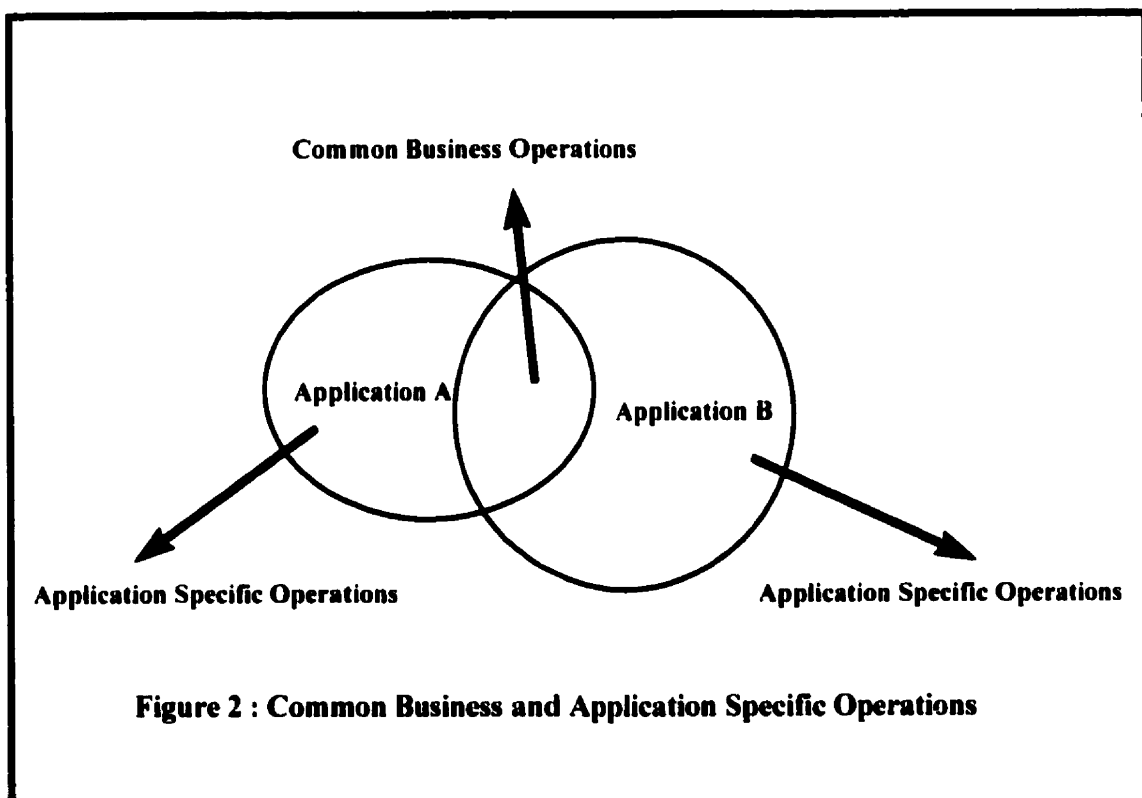 Common Business Operations
Application A
Application B
Application Specific Operations
Application Specific Operations
Figure 2 : Common Business and Application Specific Operations